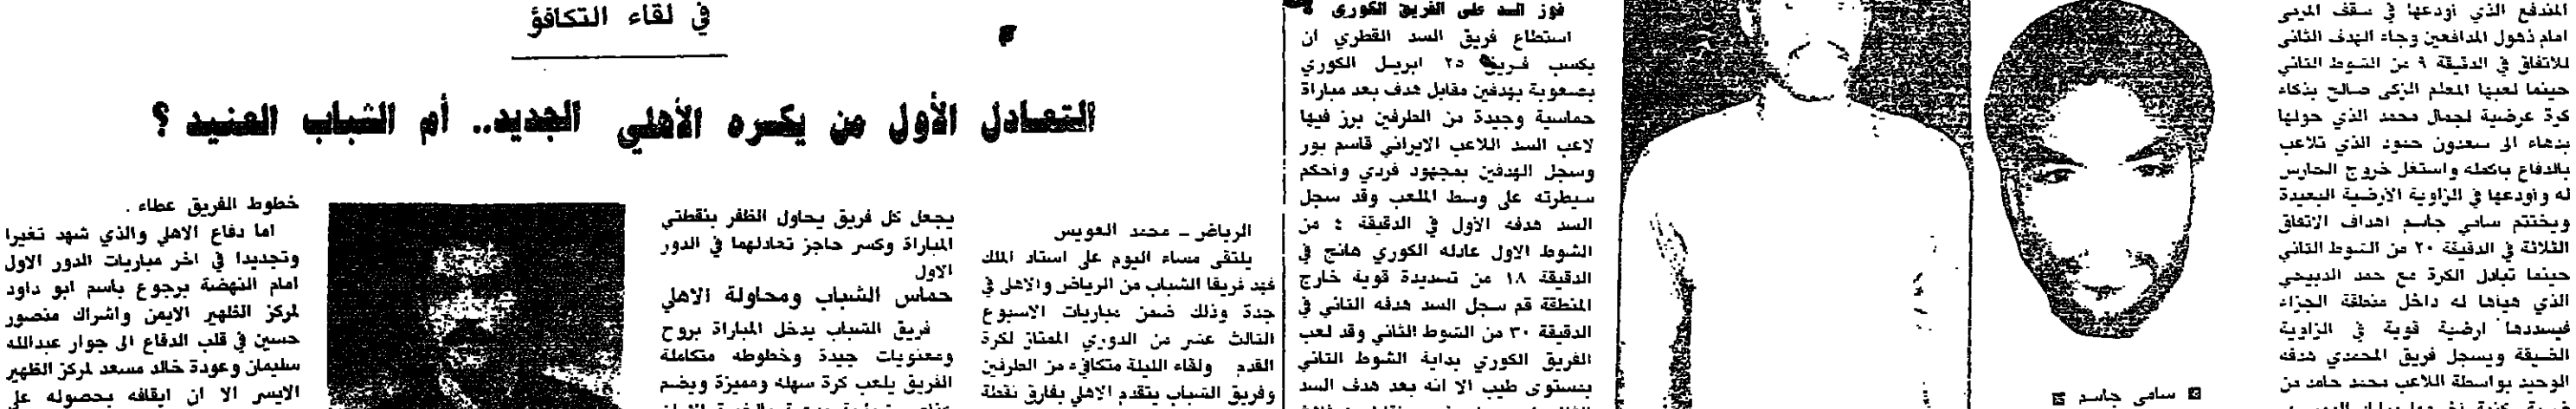 المندفع الذي أودعها في سقف المرمى
امام ذهول المدافعين وجاء الهدف الثاني
للاتفاق في الدقيقة ٩ من الشوط الثاني
حينما لعبها المعلم الزكى صالح بذكاء
كرة عرضية لجمال محمد الذي حولها
بدهاء الى سعدون حمود الذي تلاعب
بالدفاع باكمله واستغل خروج الحارس
له وأودعها في الزاوية الارضية البعيدة
ويختتم سامي جاسم اهداف الاتفاق
الثلاثة في الدقيقة ٢٠ من الشوط الثاني
حينما تبادل الكرة مع حمد الدبيخي
الذي هيأها له داخل منطقة الجزاء
فيسددها ارضية قوية في الزاوية
الضيقة ويسجل فريق المحمدي هدفه
الوحيد بواسطة اللاعب محمد حامد من
سامي جاسم
فوز السد على الفريق الكوري
استطاع فريق السد القطري ان
يكسب فريق ٢٥ ابريل الكوري
بصعوبة بهدفين مقابل هدف بعد مباراة
حماسية وجيدة من الطرفين برز فيها
لاعب السد اللاعب الايراني قاسم بور
وسجل الهدفين بمجهود فردي وأحكم
سيطرته على وسط الملعب وقد سجل
السد هدفه الأول في الدقيقة ٤ من
الشوط الاول عادله الكوري هانج في
الدقيقة ١٨ من تسديدة قوية خارج
المنطقة قم سجل السد هدفه الثاني في
الدقيقة ٣٠ من الشوط الثاني وقد لعب
الفريق الكوري بداية الشوط الثاني
بمستوى طيب الا انه بعد هدف السد
في لقاء التكافؤ
التعادل الأول من يكسره الأهلي الجديد.. أم الشباب العنيد ؟
الرياض - محمد العويس
يلتقى مساء اليوم على استاد الملك
فهد فريقا الشباب من الرياض والاهلى في
جدة وذلك ضمن مباريات الاسبوع
الثالث عشر من الدوري الممتاز لكرة
القدم ولقاء الليلة متكافىء من الطرفين
وفريق الشباب يتقدم الاهلي بفارق نقطة
يجعل كل فريق يحاول الظفر بنقطتي
المباراة وكسر حاجز تعادلهما في الدور
الاول
حماس الشباب ومحاولة الاهلي
فريق الشباب يدخل المباراة بروح
ومعنويات جيدة وخطوطه متكاملة
الفريق يلعب كرة سهله ومميزة ويضم
خطوط الفريق عطاء .
اما دفاع الاهلي والذي شهد تغيرا
وتجديدا في اخر مباريات الدور الاول
امام النهضة برجوع باسم ابو داود
لمركز الظهير الايمن واشراك منصور
حسين في قلب الدفاع الى جوار عبدالله
سليمان وعودة خالد مسعد لمركز الظهير
الايسر الا ان ايقافه بحصوله على